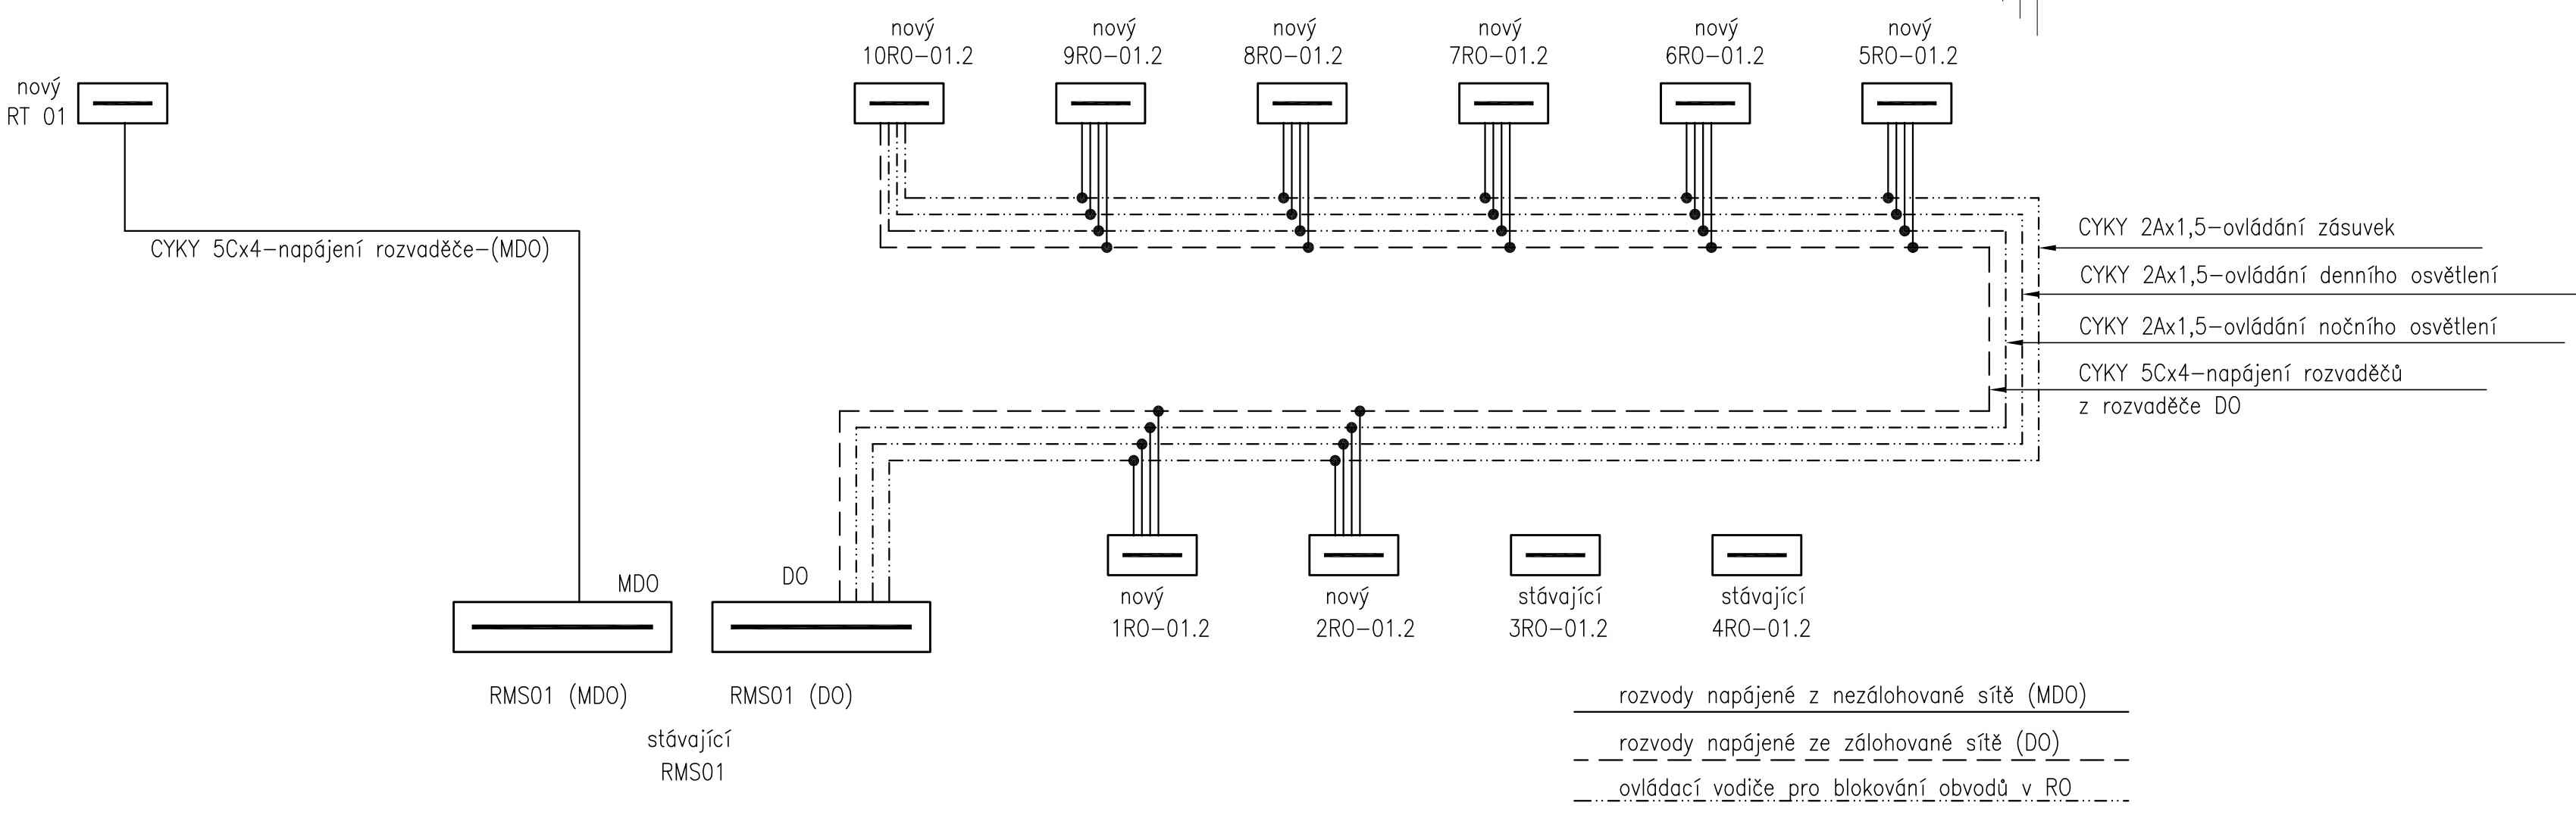 nový
10RO-01.2
nový
9RO-01.2
nový
8RO-01.2
nový
7RO-01.2
nový
6RO-01.2
nový
5RO-01.2
nový
RT 01
CYKY 5Cx4-napájení rozvaděče-(MDO)
CYKY 2Ax1,5-ovládání zásuvek
CYKY 2Ax1,5-ovládání denního osvětlení
CYKY 2Ax1,5-ovládání nočního osvětlení
CYKY 5Cx4-napájení rozvaděčů
z rozvaděče DO
MDO
DO
nový
1RO-01.2
nový
2RO-01.2
stávající
3RO-01.2
stávající
4RO-01.2
RMS01 (MDO)
RMS01 (DO)
stávající
RMS01
rozvody napájené z nezálohované sítě (MDO)
rozvody napájené ze zálohované sítě (DO)
ovládací vodiče pro blokování obvodů v RO